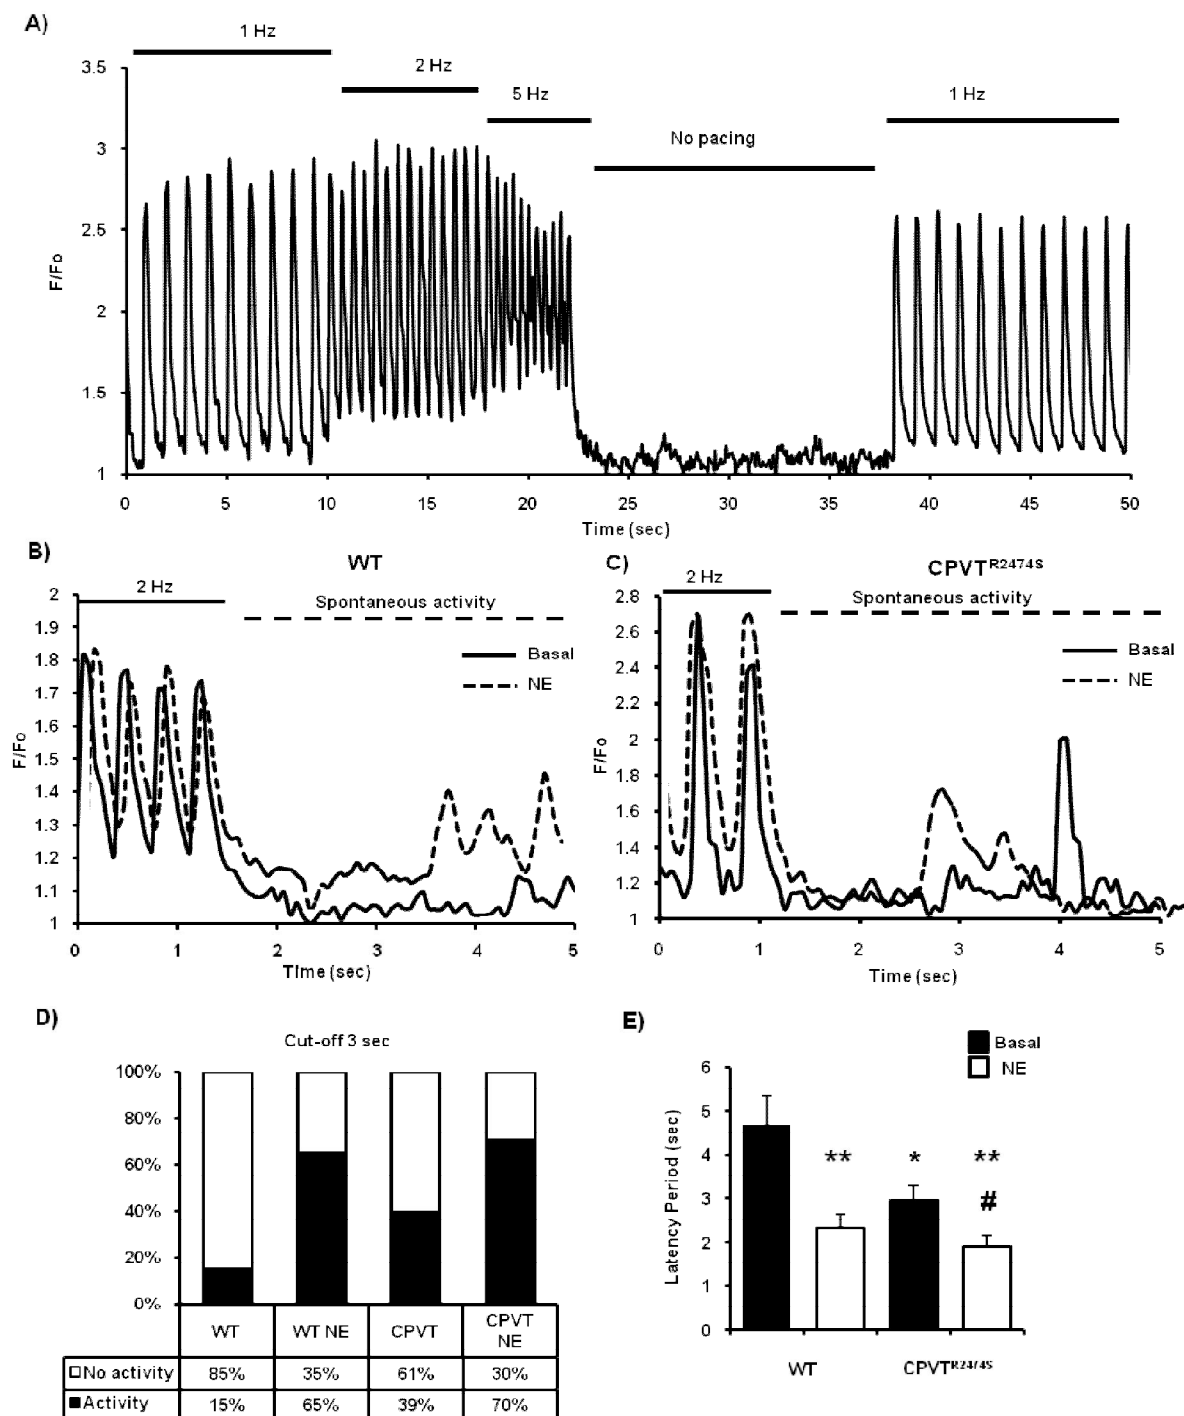 A)
1 Hz
2 Hz
5 Hz
No pacing
1 Hz
3.5
3
2.5
2
1.5
1
F/Fo
0 5 10 15 20 25 30 35 40 45 50
Time (sec)
B)
WT
2 Hz
Spontaneous activity
Basal
NE
2
1.9
1.8
1.7
1.6
1.5
1.4
1.3
1.2
1.1
1
F/Fo
0 1 2 3 4 5
Time (sec)
C)
CPVTR2474S
2 Hz
Spontaneous activity
Basal
NE
2.8
2.6
2.4
2.2
2
1.8
1.6
1.4
1.2
1
F/Fo
0 1 2 3 4 5
Time (sec)
D)
Cut-off 3 sec
100%
80%
60%
40%
20%
0%
WT WT NE CPVT CPVT NE
No activity 85% 35% 61% 30%
Activity 15% 65% 39% 70%
E)
Basal
NE
6
5
4
3
2
1
0
Latency Period (sec)
** * **
#
WT CPVTR2474S